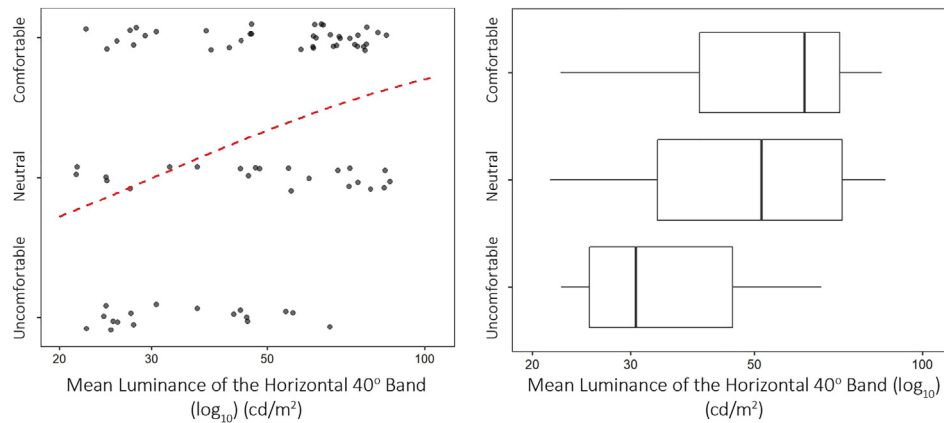 Comfortable
Neutral
Uncomfortable
20 30 50 100
Mean Luminance of the Horizontal 40° Band
(log₁₀) (cd/m²)
Comfortable
Neutral
Uncomfortable
20 30 50 100
Mean Luminance of the Horizontal 40° Band (log₁₀)
(cd/m²)